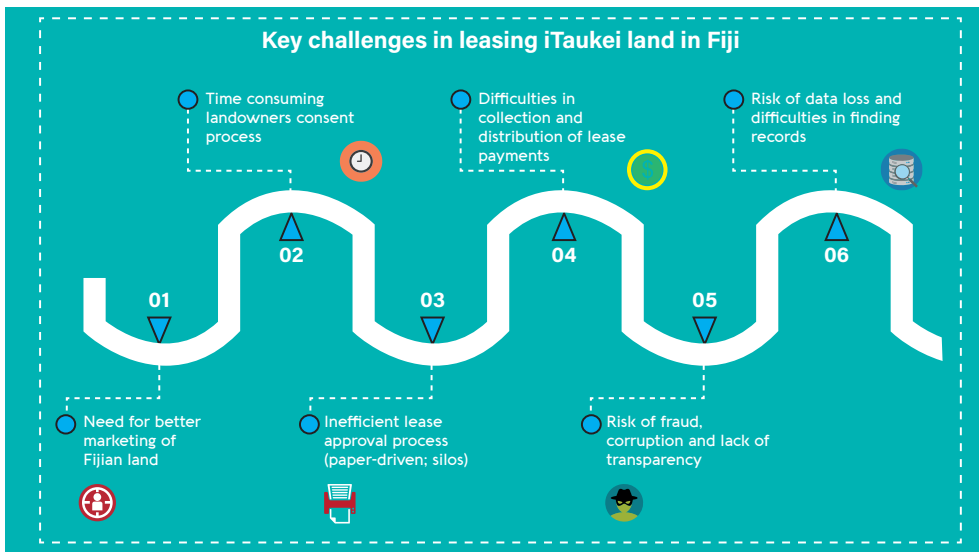 Key challenges in leasing iTaukei land in Fiji
01
Need for better
marketing of
Fijian land
02
Time consuming
landowners consent
process
03
Inefficient lease
approval process
(paper-driven; silos)
04
Difficulties in
collection and
distribution of lease
payments
$
05
Risk of fraud,
corruption and lack of
transparency
06
Risk of data loss and
difficulties in finding
records